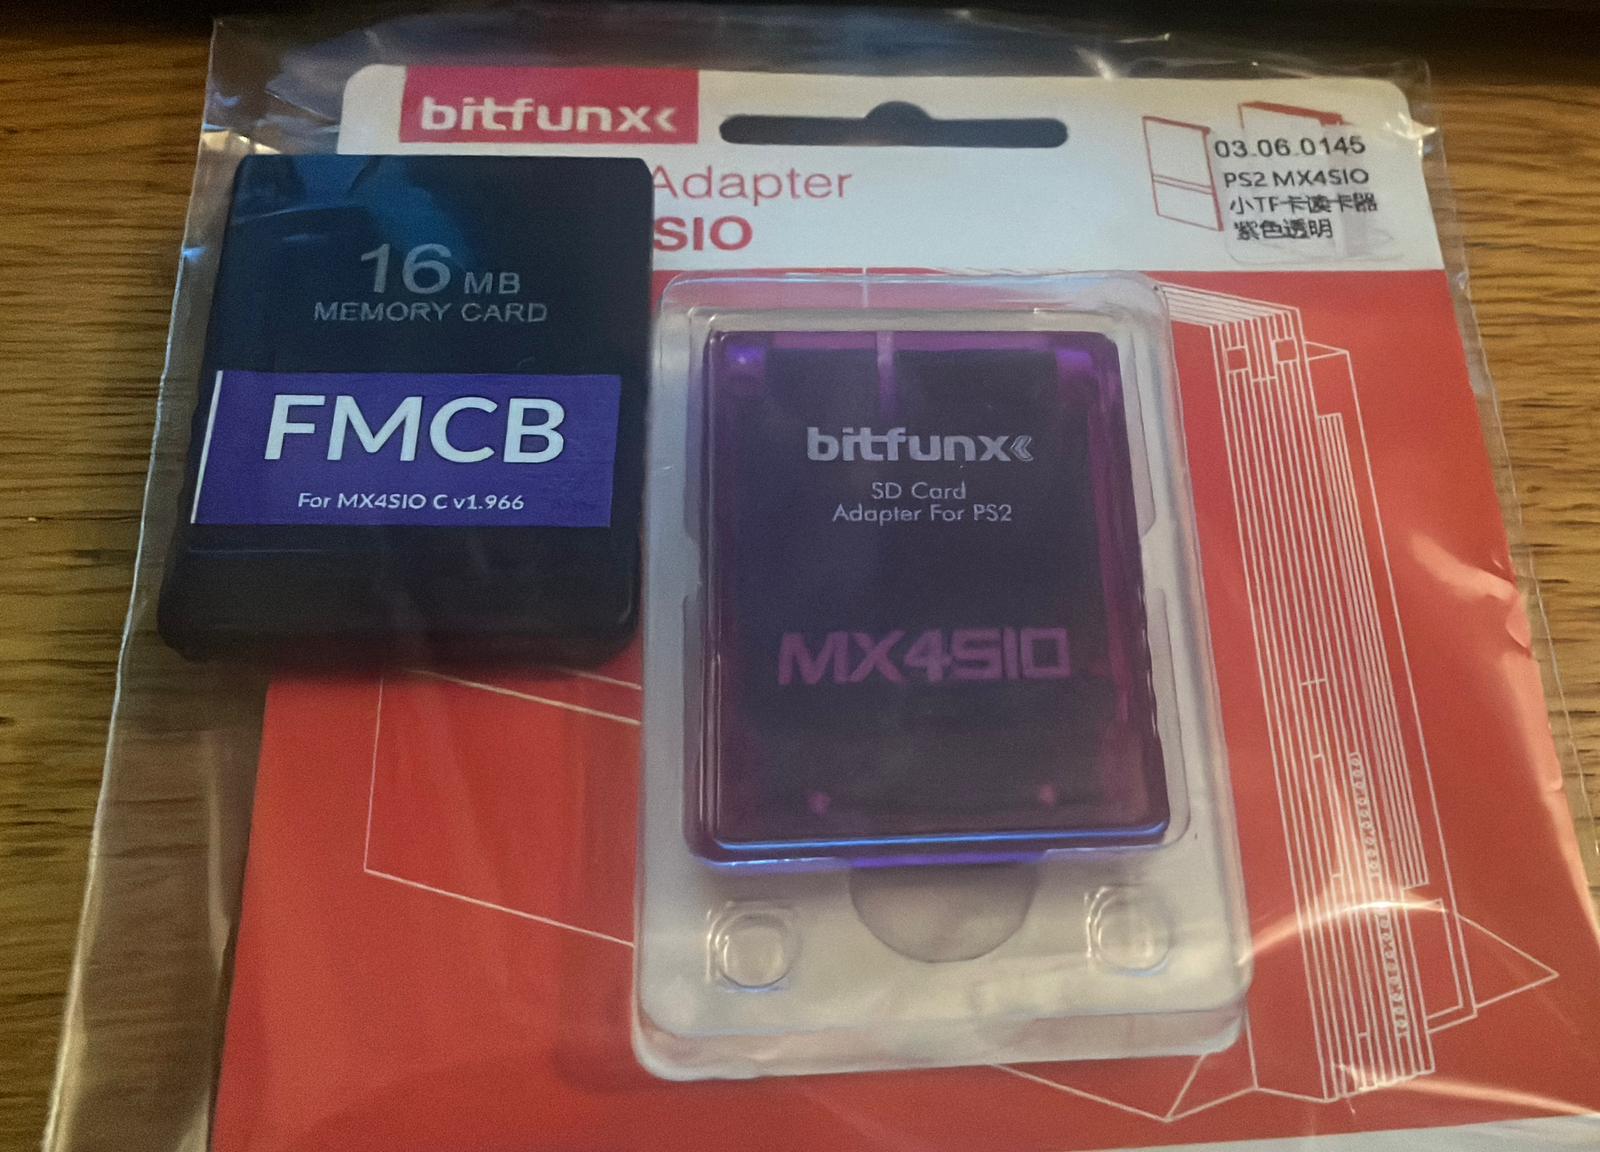 bitfunx
Adapter
SIO
03.06.0145
PS2 MX4SIO
小TF卡读卡器
紫色透明
16 MB
MEMORY CARD
FMCB
For MX4SIO C v1.966
bitfunx
SD Card
Adapter For PS2
MX4SIO